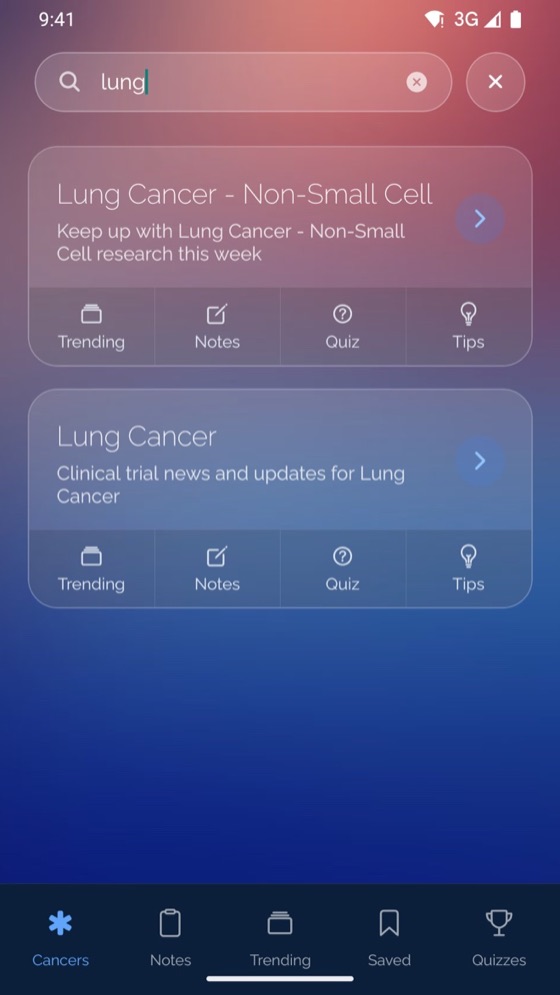 9:41 3G
lung
Lung Cancer - Non-Small Cell
Keep up with Lung Cancer - Non-Small
Cell research this week
Trending Notes Quiz Tips
Lung Cancer
Clinical trial news and updates for Lung
Cancer
Trending Notes Quiz Tips
Cancers Notes Trending Saved Quizzes